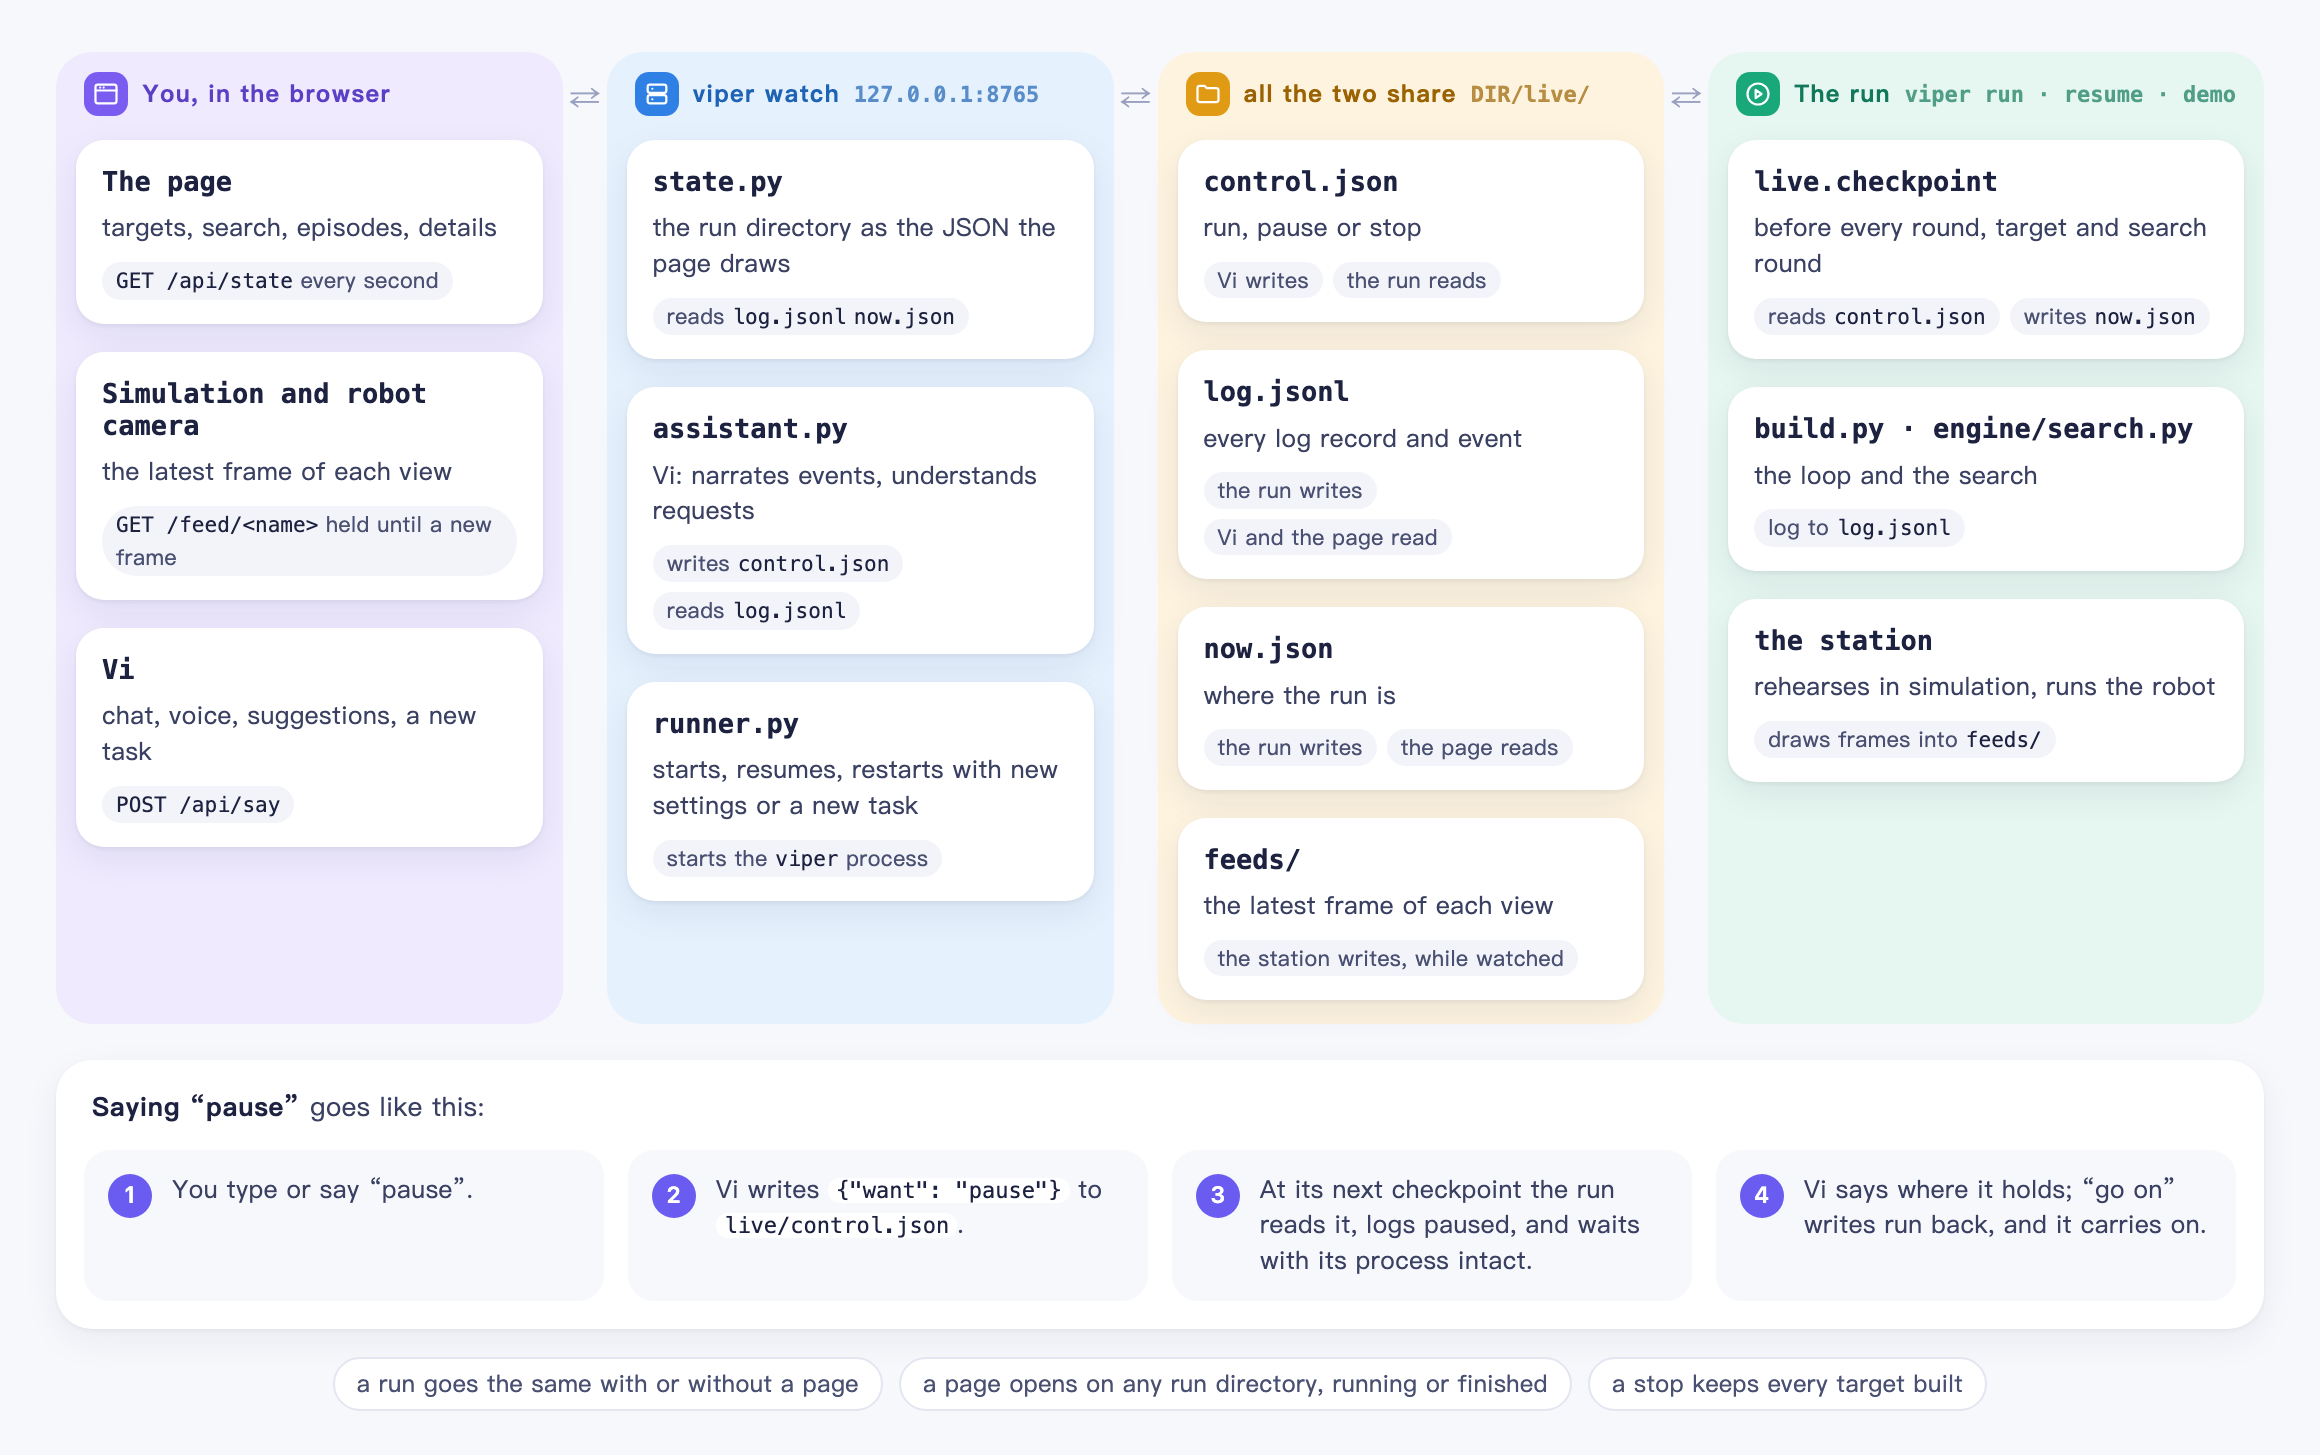 You, in the browser
The page
targets, search, episodes, details
GET /api/state every second
Simulation and robot
camera
the latest frame of each view
GET /feed/<name> held until a new
frame
Vi
chat, voice, suggestions, a new
task
POST /api/say
viper watch 127.0.0.1:8765
state.py
the run directory as the JSON the
page draws
reads log.jsonl now.json
assistant.py
Vi: narrates events, understands
requests
writes control.json
reads log.jsonl
runner.py
starts, resumes, restarts with new
settings or a new task
starts the viper process
all the two share DIR/live/
control.json
run, pause or stop
Vi writes the run reads
log.jsonl
every log record and event
the run writes
Vi and the page read
now.json
where the run is
the run writes the page reads
feeds/
the latest frame of each view
the station writes, while watched
The run viper run · resume · demo
live.checkpoint
before every round, target and search
round
reads control.json writes now.json
build.py · engine/search.py
the loop and the search
log to log.jsonl
the station
rehearses in simulation, runs the robot
draws frames into feeds/
Saying “pause” goes like this:
1 You type or say “pause”.
2 Vi writes {"want": "pause"} to
live/control.json.
3 At its next checkpoint the run
reads it, logs paused, and waits
with its process intact.
4 Vi says where it holds; “go on”
writes run back, and it carries on.
a run goes the same with or without a page
a page opens on any run directory, running or finished
a stop keeps every target built